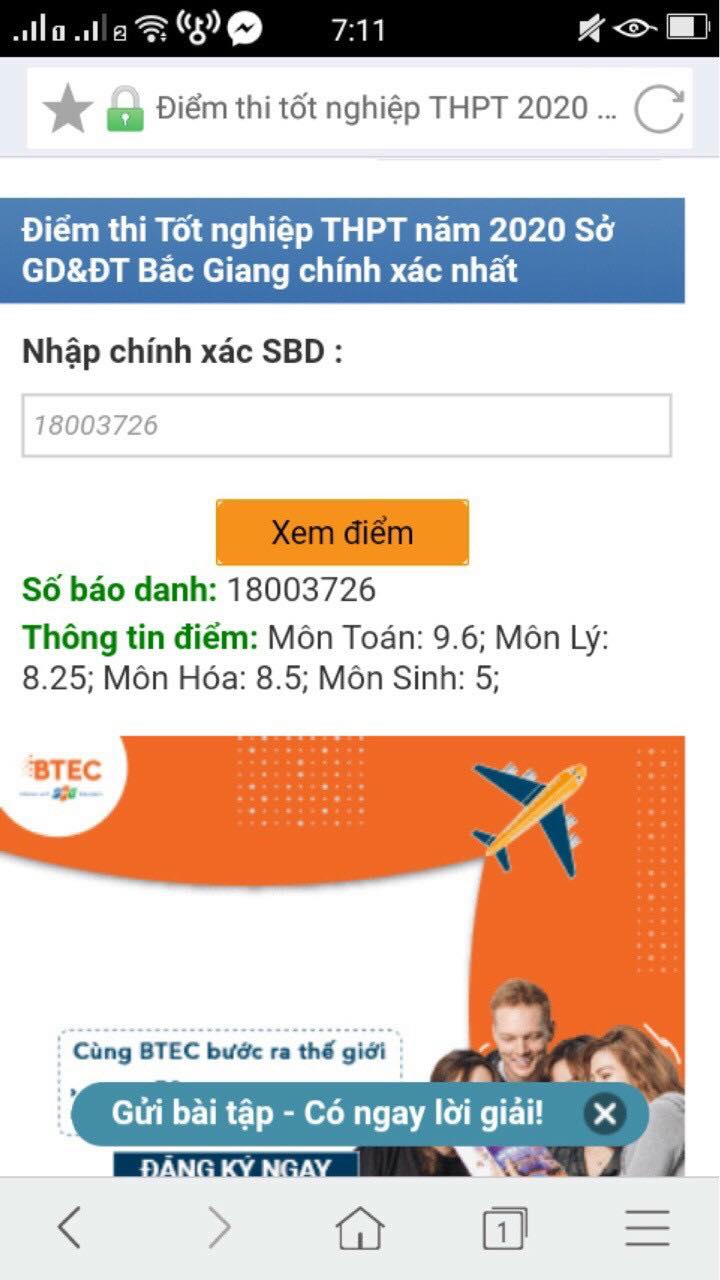 7:11
Điểm thi tốt nghiệp THPT 2020 ...
Điểm thi Tốt nghiệp THPT năm 2020 Sở
GD&ĐT Bắc Giang chính xác nhất
Nhập chính xác SBD :
18003726
Xem điểm
Số báo danh: 18003726
Thông tin điểm: Môn Toán: 9.6; Môn Lý:
8.25; Môn Hóa: 8.5; Môn Sinh: 5;
BTEC
FPT
Cùng BTEC bước ra thế giới
Gửi bài tập - Có ngay lời giải!
ĐĂNG KÝ NGAY
1